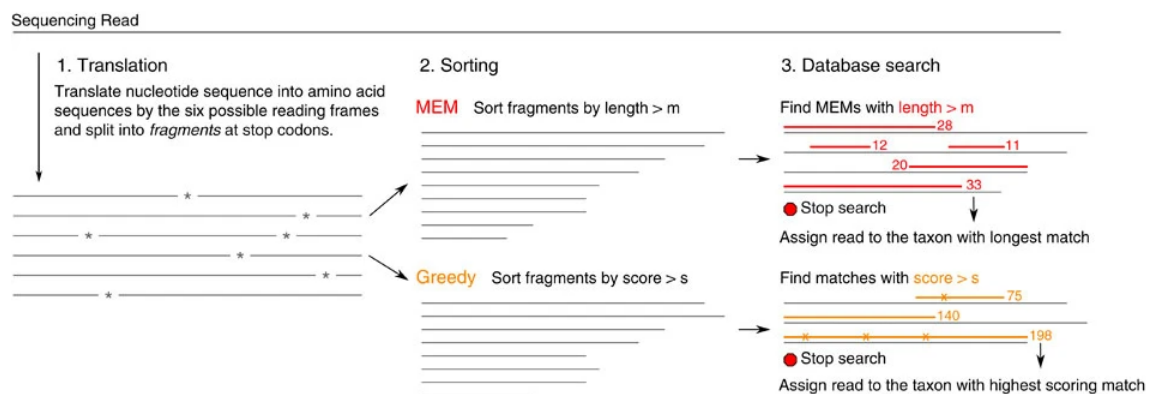 Sequencing Read
1. Translation
Translate nucleotide sequence into amino acid
sequences by the six possible reading frames
and split into fragments at stop codons.
*
*
* *
*
*
*
2. Sorting
MEM Sort fragments by length > m
Greedy Sort fragments by score > s
3. Database search
Find MEMs with length > m
28
12 11
20
33
Stop search
Assign read to the taxon with longest match
Find matches with score > s
75
140
198
Stop search
Assign read to the taxon with highest scoring match